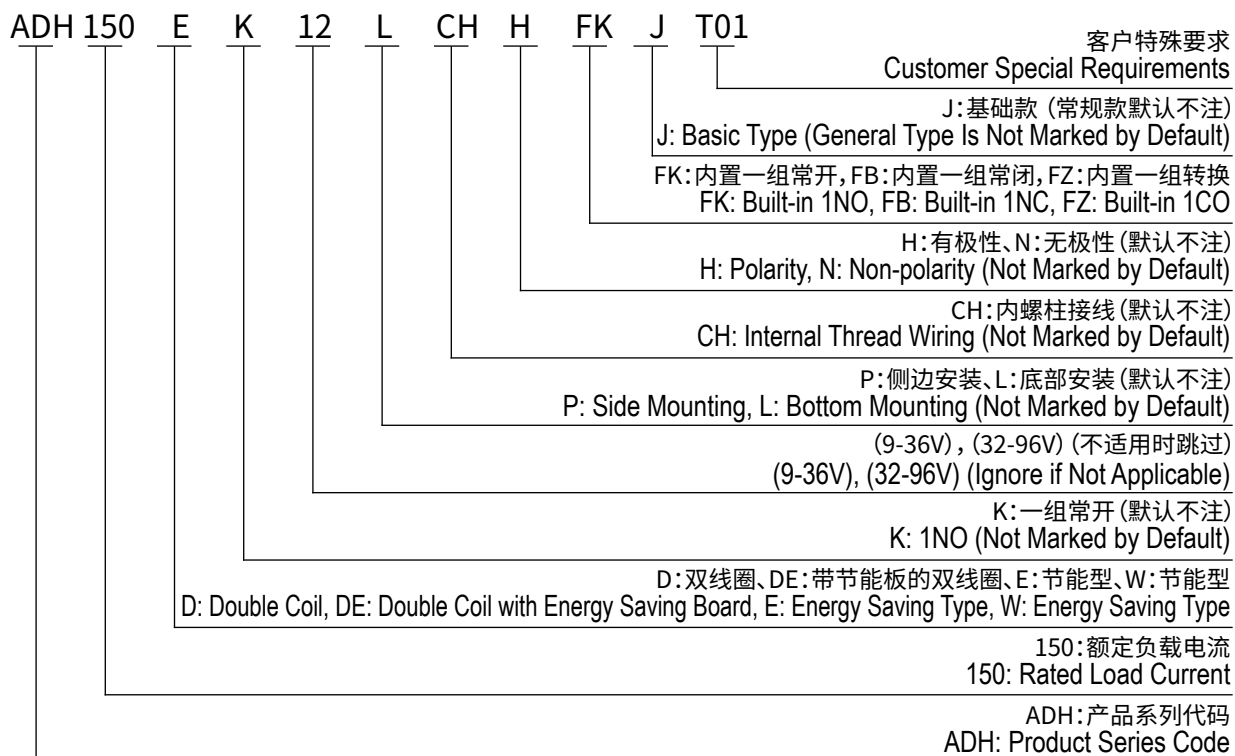 ADH 150 E K 12 L CH H FK J T01
客户特殊要求
Customer Special Requirements
J:基础款 (常规款默认不注)
J: Basic Type (General Type Is Not Marked by Default)
FK:内置一组常开,FB:内置一组常闭,FZ:内置一组转换
FK: Built-in 1NO, FB: Built-in 1NC, FZ: Built-in 1CO
H:有极性、N:无极性(默认不注)
H: Polarity, N: Non-polarity (Not Marked by Default)
CH:内螺柱接线(默认不注)
CH: Internal Thread Wiring (Not Marked by Default)
P:侧边安装、L:底部安装(默认不注)
P: Side Mounting, L: Bottom Mounting (Not Marked by Default)
(9-36V),(32-96V)(不适用时跳过)
(9-36V), (32-96V) (Ignore if Not Applicable)
K:一组常开(默认不注)
K: 1NO (Not Marked by Default)
D:双线圈、DE:带节能板的双线圈、E:节能型、W:节能型
D: Double Coil, DE: Double Coil with Energy Saving Board, E: Energy Saving Type, W: Energy Saving Type
150:额定负载电流
150: Rated Load Current
ADH:产品系列代码
ADH: Product Series Code